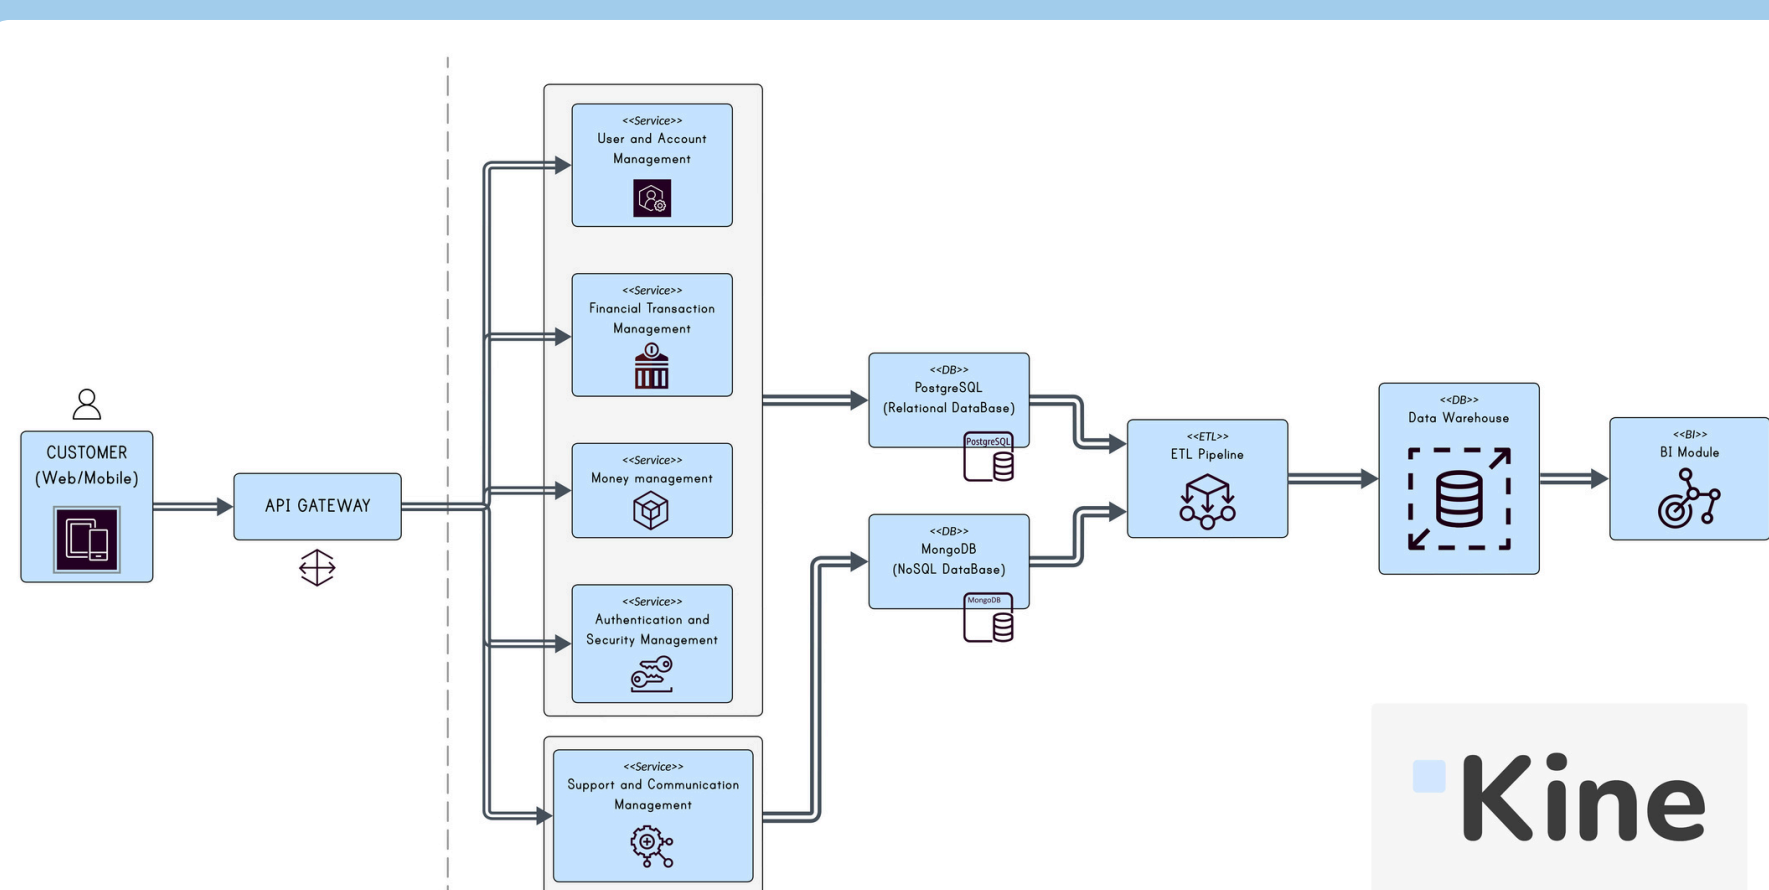 <<Service>>
User and Account
Management
<<Service>>
Financial Transaction
Management
<<Service>>
Money management
<<Service>>
Authentication and
Security Management
<<Service>>
Support and Communication
Management
CUSTOMER
(Web/Mobile)
API GATEWAY
<<DB>>
PostgreSQL
(Relational DataBase)
PostgreSQL
<<DB>>
MongoDB
(NoSQL DataBase)
MongoDB
<<ETL>>
ETL Pipeline
<<DB>>
Data Warehouse
<<BI>>
BI Module
Kine